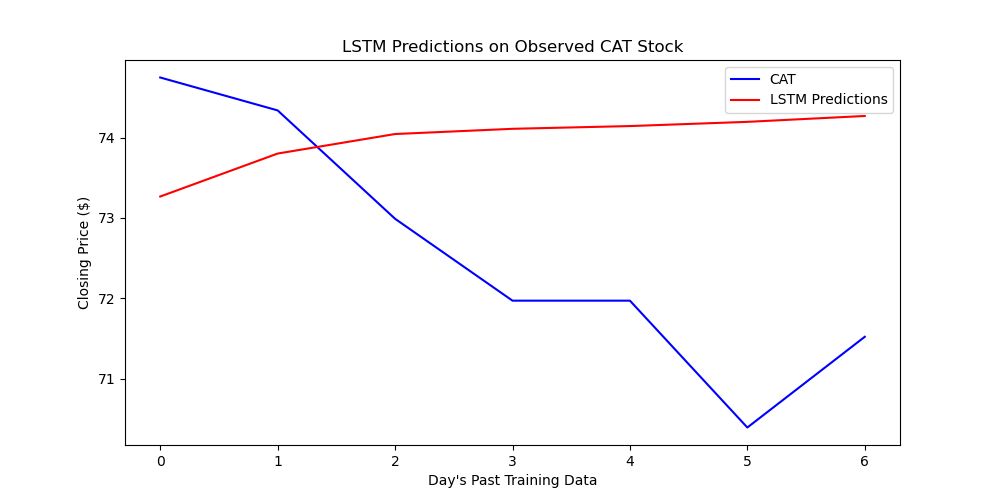 LSTM Predictions on Observed CAT Stock
CAT
LSTM Predictions
Closing Price ($)
74
73
72
71
0 1 2 3 4 5 6
Day's Past Training Data